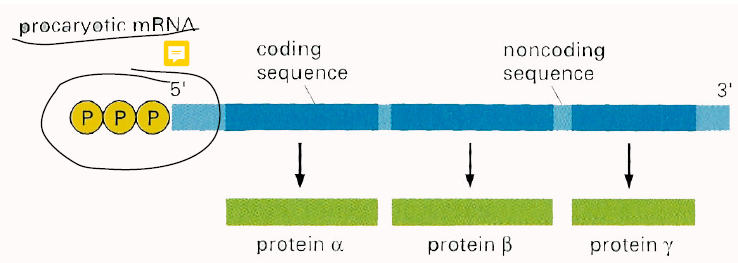 procaryotic mRNA
coding
sequence
noncoding
sequence
5'
3'
P P P
protein α
protein β
protein γ